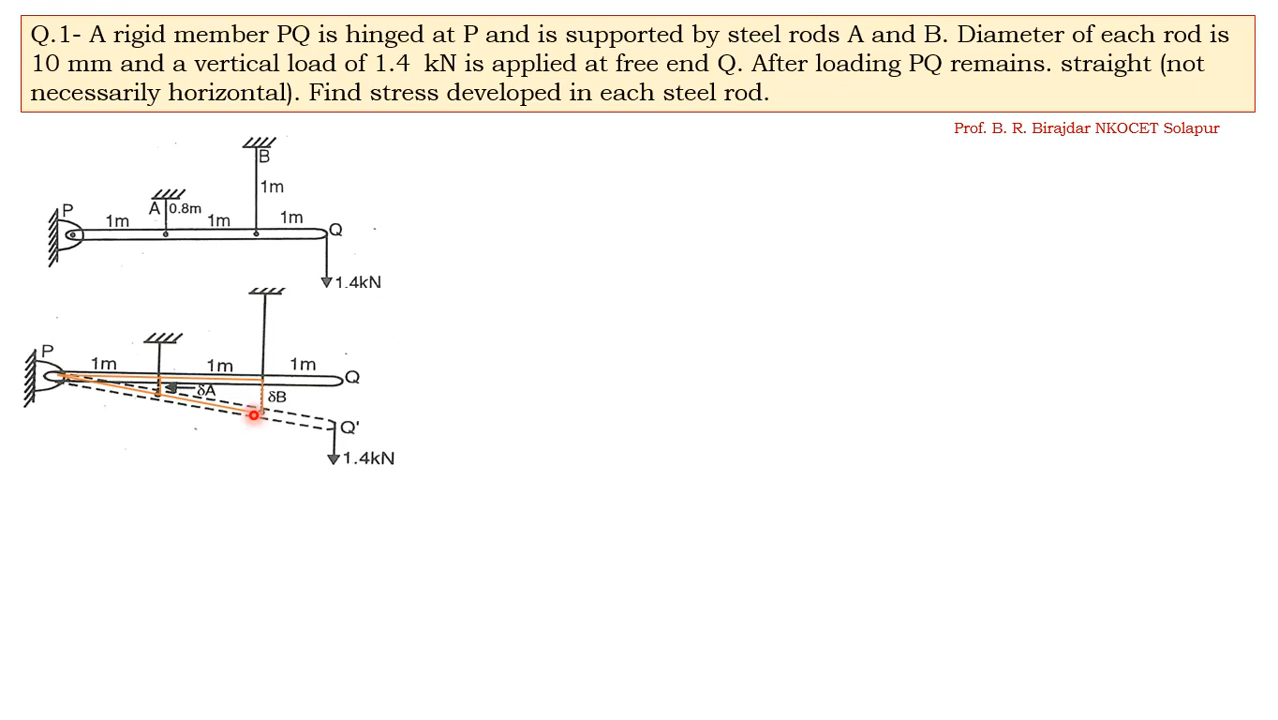 Q.1- A rigid member PQ is hinged at P and is supported by steel rods A and B. Diameter of each rod is
10 mm and a vertical load of 1.4 kN is applied at free end Q. After loading PQ remains. straight (not
necessarily horizontal). Find stress developed in each steel rod.
Prof. B. R. Birajdar NKOCET Solapur
B
1m
P
A
0.8m
1m
1m
1m
Q
1.4kN
P
1m
1m
1m
Q
δA
δB
Q'
1.4kN